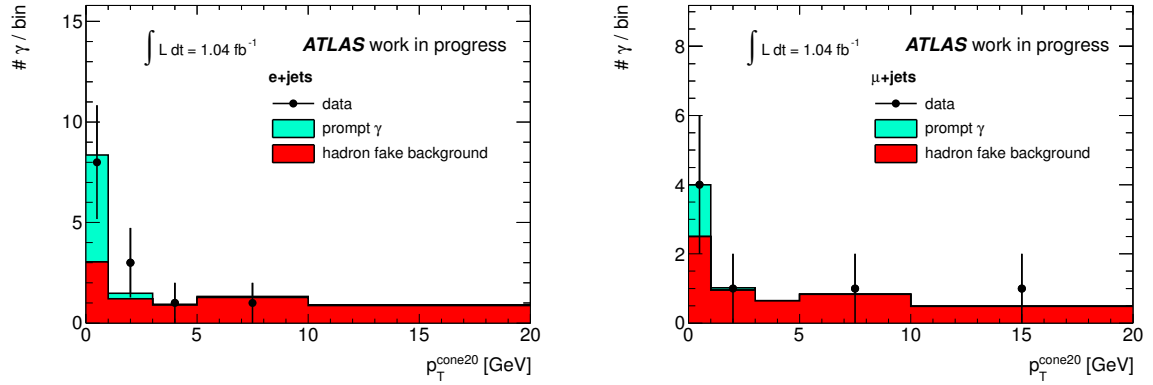 # γ / bin
15
10
5
0
∫ L dt = 1.04 fb⁻¹
ATLAS work in progress
e+jets
data
prompt γ
hadron fake background
0 5 10 15 20
p_T^cone20 [GeV]
# γ / bin
8
6
4
2
0
∫ L dt = 1.04 fb⁻¹
ATLAS work in progress
μ+jets
data
prompt γ
hadron fake background
0 5 10 15 20
p_T^cone20 [GeV]